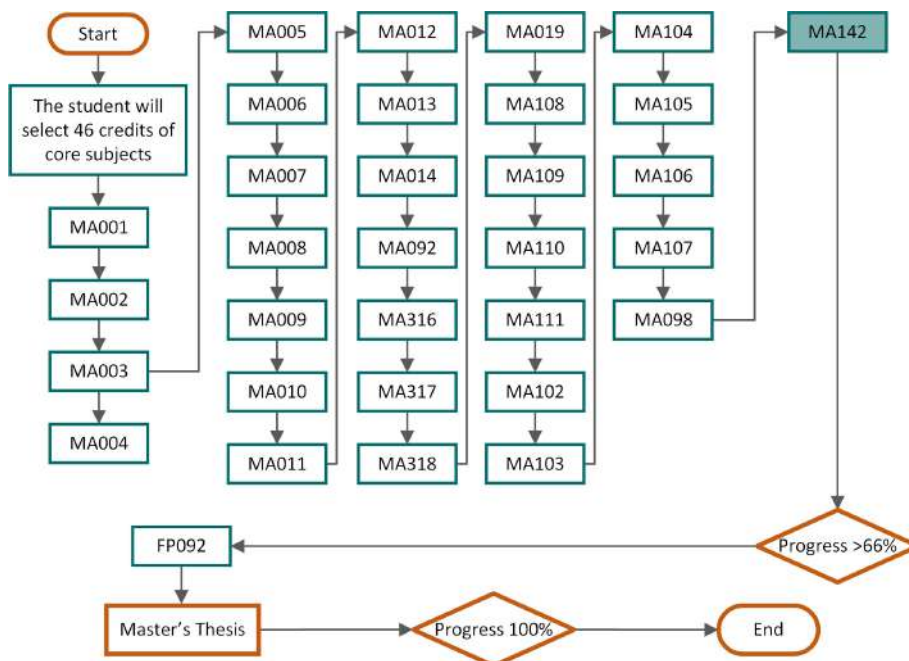 Start
The student will
select 46 credits of
core subjects
MA001
MA002
MA003
MA004
MA005
MA006
MA007
MA008
MA009
MA010
MA011
MA012
MA013
MA014
MA092
MA316
MA317
MA318
MA019
MA108
MA109
MA110
MA111
MA102
MA103
MA104
MA105
MA106
MA107
MA098
MA142
Progress >66%
FP092
Master's Thesis
Progress 100%
End